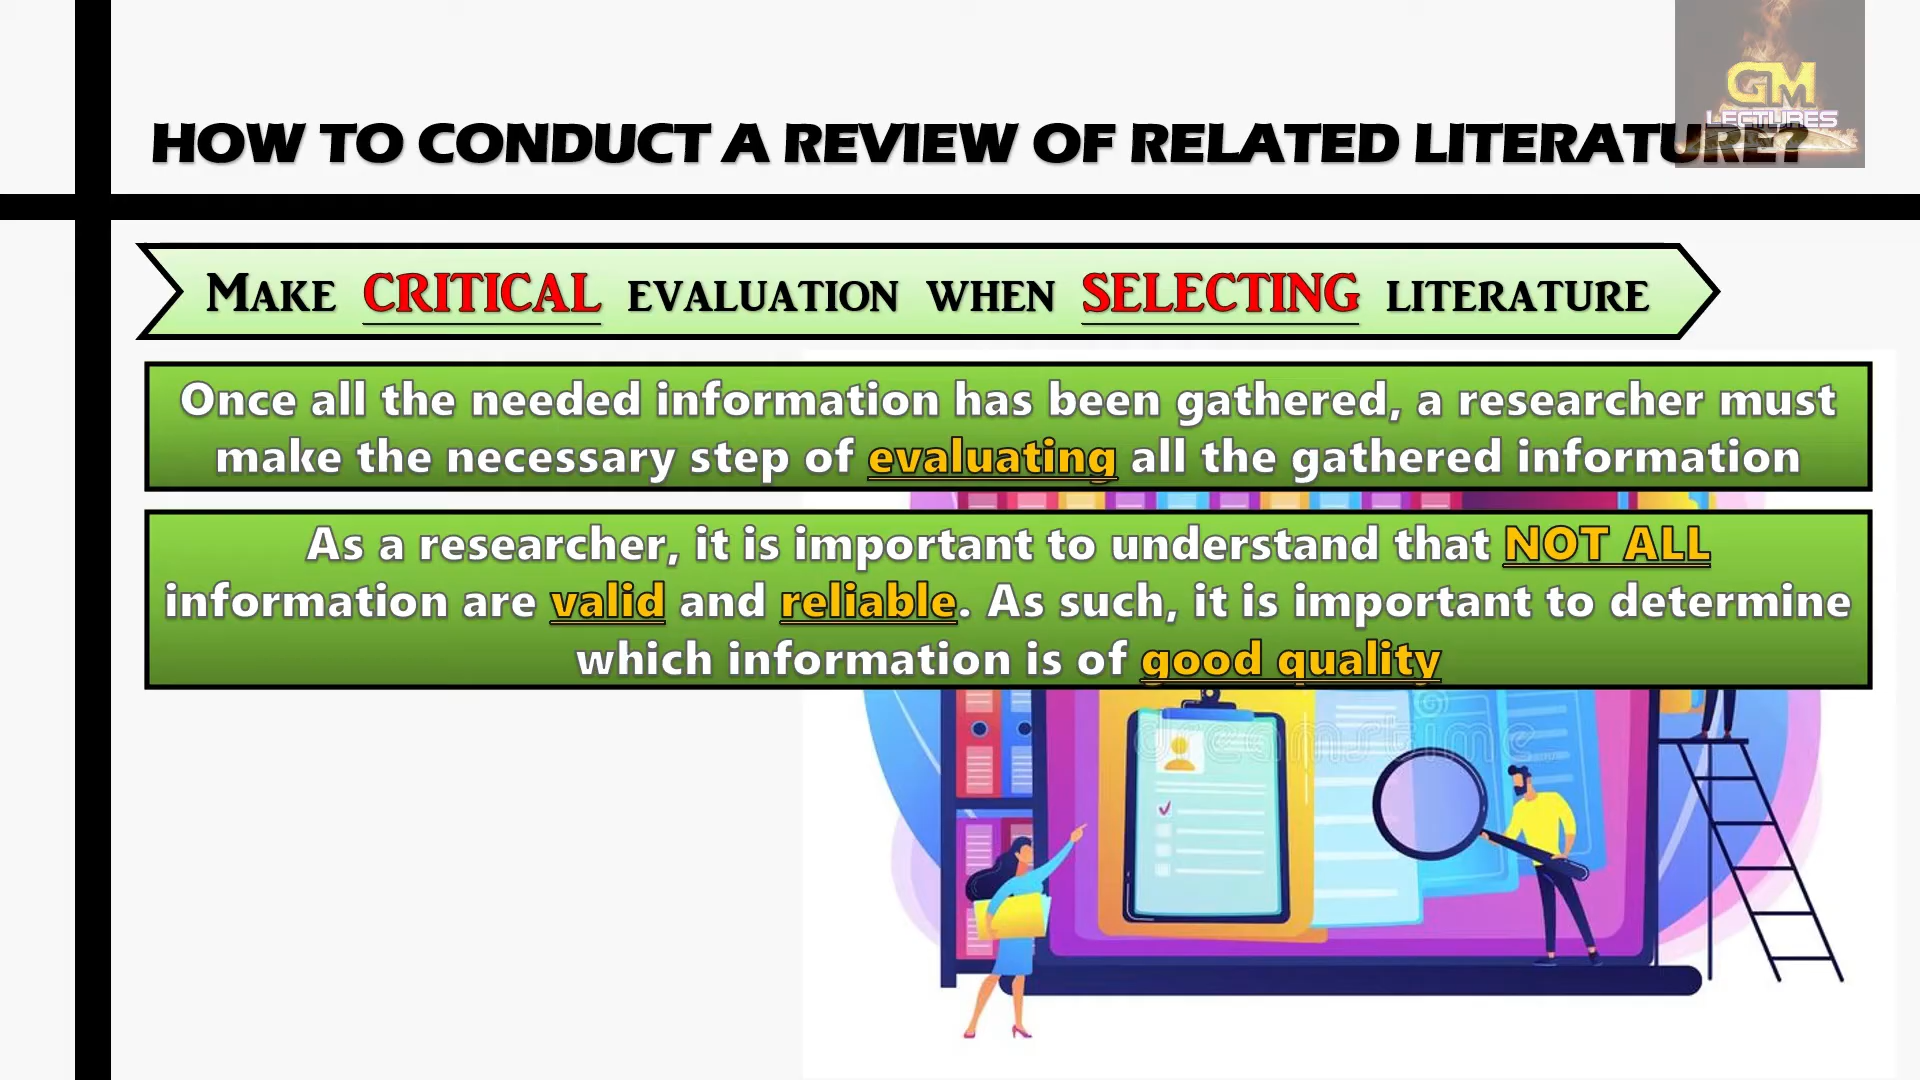 GM
LECTURES
HOW TO CONDUCT A REVIEW OF RELATED LITERATURE?
MAKE CRITICAL EVALUATION WHEN SELECTING LITERATURE
Once all the needed information has been gathered, a researcher must
make the necessary step of evaluating all the gathered information
As a researcher, it is important to understand that NOT ALL
information are valid and reliable. As such, it is important to determine
which information is of good quality
dreamstime